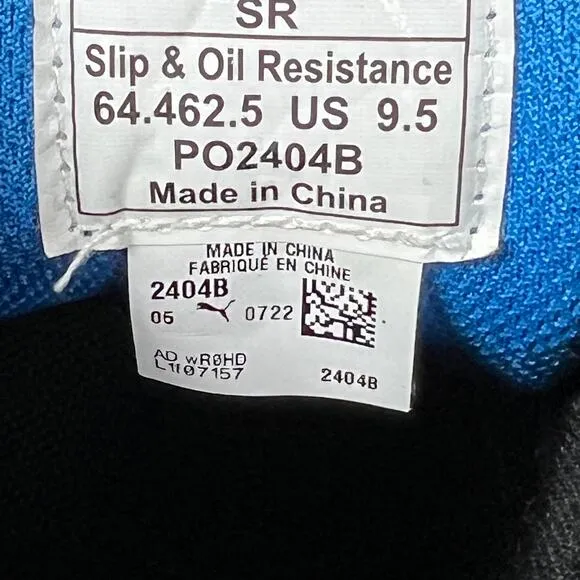 SR
Slip & Oil Resistance
64.462.5 US 9.5
PO2404B
Made in China
MADE IN CHINA
FABRIQUÉ EN CHINE
2404B
05 0722
AD wR0HD
2404B